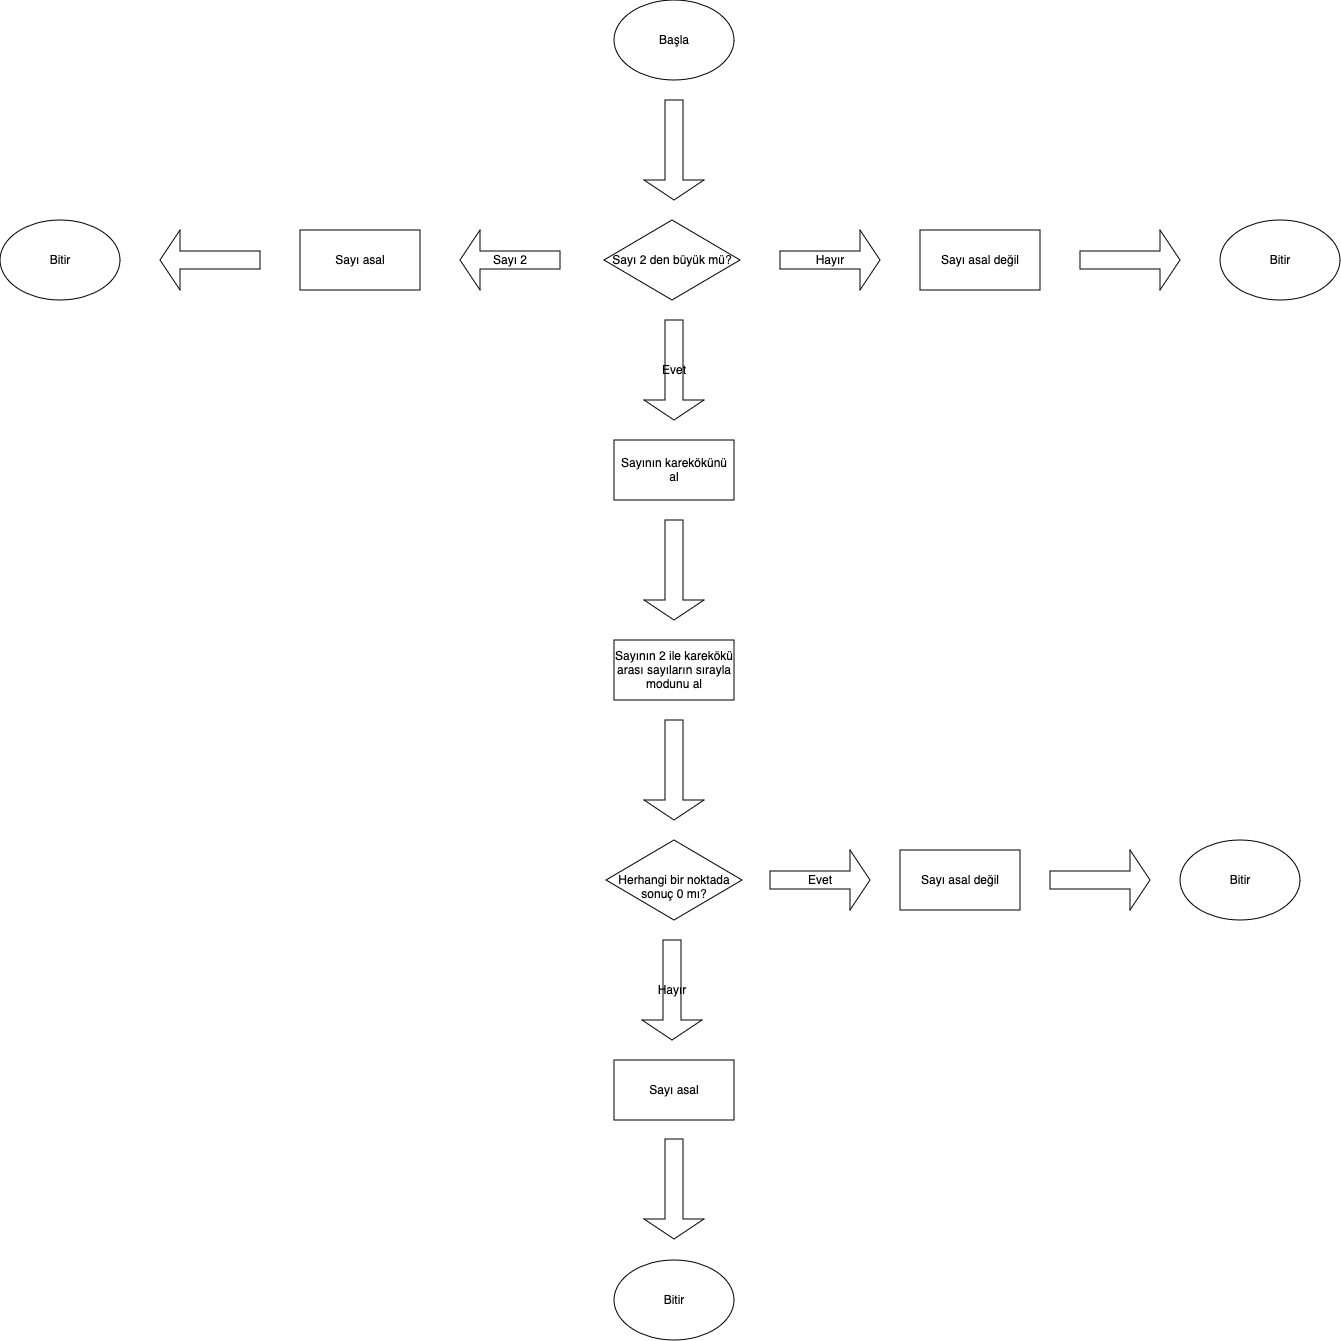 Başla
Bitir
Sayı asal
Sayı 2
Sayı 2 den büyük mü?
Hayır
Sayı asal değil
Bitir
Evet
Sayının karekökünü
al
Sayının 2 ile karekökü
arası sayıların sırayla
modunu al
Herhangi bir noktada
sonuç 0 mı?
Evet
Sayı asal değil
Bitir
Hayır
Sayı asal
Bitir